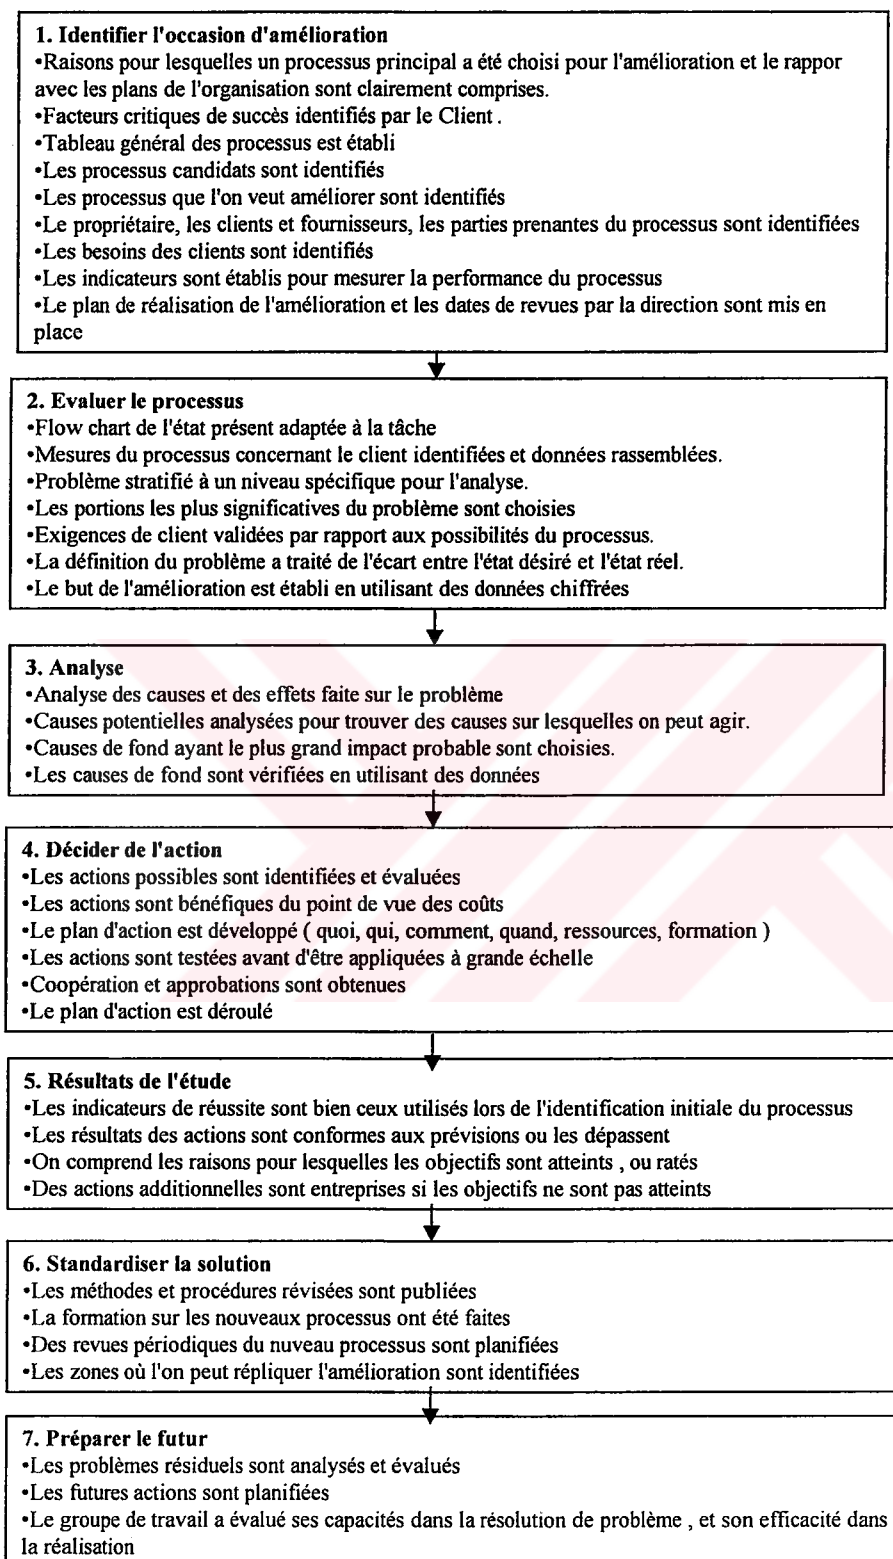 1. Identifier l'occasion d'amélioration
•Raisons pour lesquelles un processus principal a été choisi pour l'amélioration et le rappor
avec les plans de l'organisation sont clairement comprises.
•Facteurs critiques de succès identifiés par le Client .
•Tableau général des processus est établi
•Les processus candidats sont identifiés
•Les processus que l'on veut améliorer sont identifiés
•Le propriétaire, les clients et fournisseurs, les parties prenantes du processus sont identifiées
•Les besoins des clients sont identifiés
•Les indicateurs sont établis pour mesurer la performance du processus
•Le plan de réalisation de l'amélioration et les dates de revues par la direction sont mis en
place
2. Evaluer le processus
•Flow chart de l'état présent adaptée à la tâche
•Mesures du processus concernant le client identifiées et données rassemblées.
•Problème stratifié à un niveau spécifique pour l'analyse.
•Les portions les plus significatives du problème sont choisies
•Exigences de client validées par rapport aux possibilités du processus.
•La définition du problème a traité de l'écart entre l'état désiré et l'état réel.
•Le but de l'amélioration est établi en utilisant des données chiffrées
3. Analyse
•Analyse des causes et des effets faite sur le problème
•Causes potentielles analysées pour trouver des causes sur lesquelles on peut agir.
•Causes de fond ayant le plus grand impact probable sont choisies.
•Les causes de fond sont vérifiées en utilisant des données
4. Décider de l'action
•Les actions possibles sont identifiées et évaluées
•Les actions sont bénéfiques du point de vue des coûts
•Le plan d'action est développé ( quoi, qui, comment, quand, ressources, formation )
•Les actions sont testées avant d'être appliquées à grande échelle
•Coopération et approbations sont obtenues
•Le plan d'action est déroulé
5. Résultats de l'étude
•Les indicateurs de réussite sont bien ceux utilisés lors de l'identification initiale du processus
•Les résultats des actions sont conformes aux prévisions ou les dépassent
•On comprend les raisons pour lesquelles les objectifs sont atteints , ou ratés
•Des actions additionnelles sont entreprises si les objectifs ne sont pas atteints
6. Standardiser la solution
•Les méthodes et procédures révisées sont publiées
•La formation sur les nouveaux processus ont été faites
•Des revues périodiques du nuveau processus sont planifiées
•Les zones où l'on peut répliquer l'amélioration sont identifiées
7. Préparer le futur
•Les problèmes résiduels sont analysés et évalués
•Les futures actions sont planifiées
•Le groupe de travail a évalué ses capacités dans la résolution de problème , et son efficacité dans
la réalisation